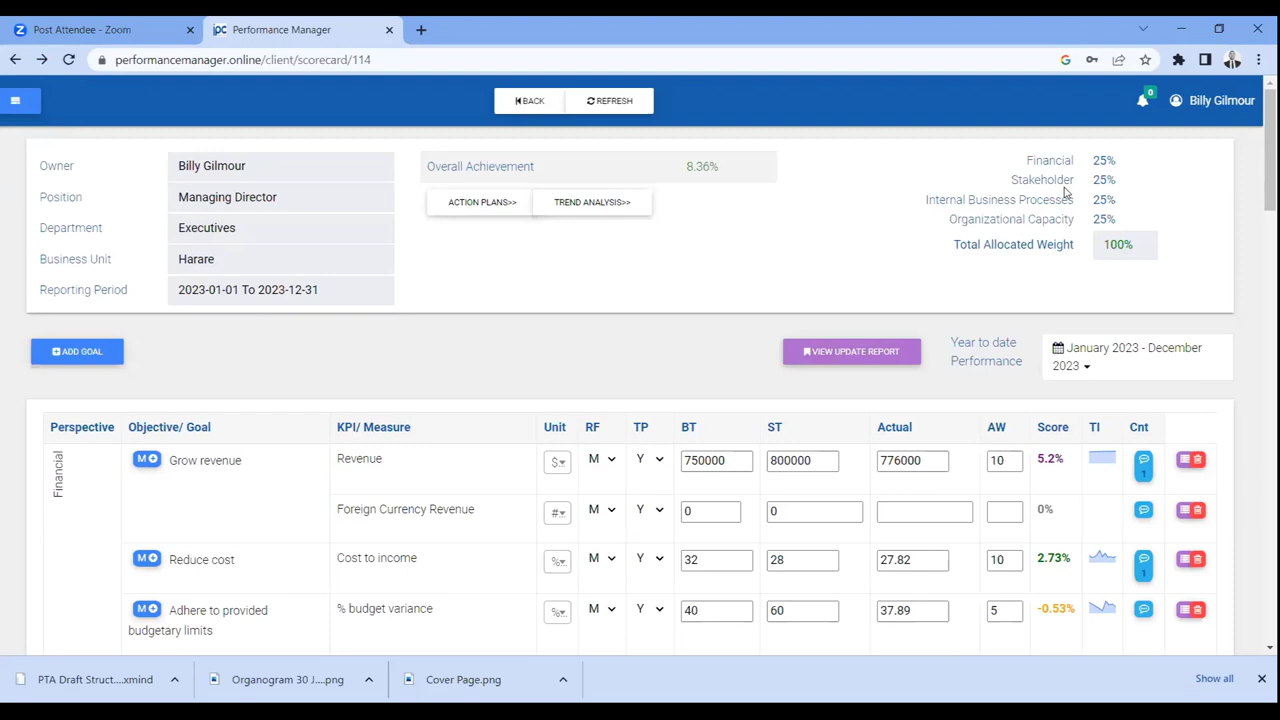 Post Attendee - Zoom
Performance Manager
performancemanager.online/client/scorecard/114
BACK
REFRESH
0
Billy Gilmour
Owner Billy Gilmour
Position Managing Director
Department Executives
Business Unit Harare
Reporting Period 2023-01-01 To 2023-12-31
Overall Achievement 8.36%
ACTION PLANS>>
TREND ANALYSIS>>
Financial 25%
Stakeholder 25%
Internal Business Processes 25%
Organizational Capacity 25%
Total Allocated Weight 100%
ADD GOAL
VIEW UPDATE REPORT
Year to date
Performance
January 2023 - December
2023
Perspective Objective/ Goal KPI/ Measure Unit RF TP BT ST Actual AW Score TI Cnt
Financial
M Grow revenue Revenue $ M Y 750000 800000 776000 10 5.2% 1
Foreign Currency Revenue # M Y 0 0 0%
M Reduce cost Cost to income % M Y 32 28 27.82 10 2.73% 1
M Adhere to provided % budget variance % M Y 40 60 37.89 5 -0.53%
budgetary limits
PTA Draft Struct....xmind
Organogram 30 J....png
Cover Page.png
Show all